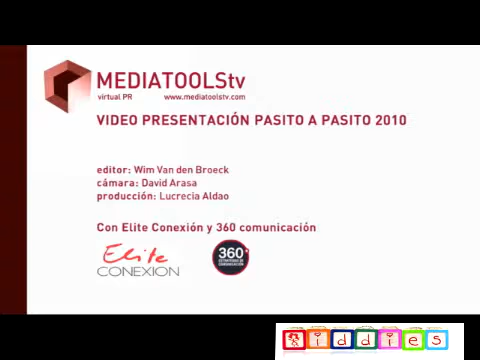 MEDIATOOLStv
virtual PR www.mediatoolstv.com
VIDEO PRESENTACIÓN PASITO A PASITO 2010
editor: Wim Van den Broeck
cámara: David Arasa
producción: Lucrecia Aldao
Con Elite Conexión y 360 comunicación
Elite
CONEXION
360º
kiddies